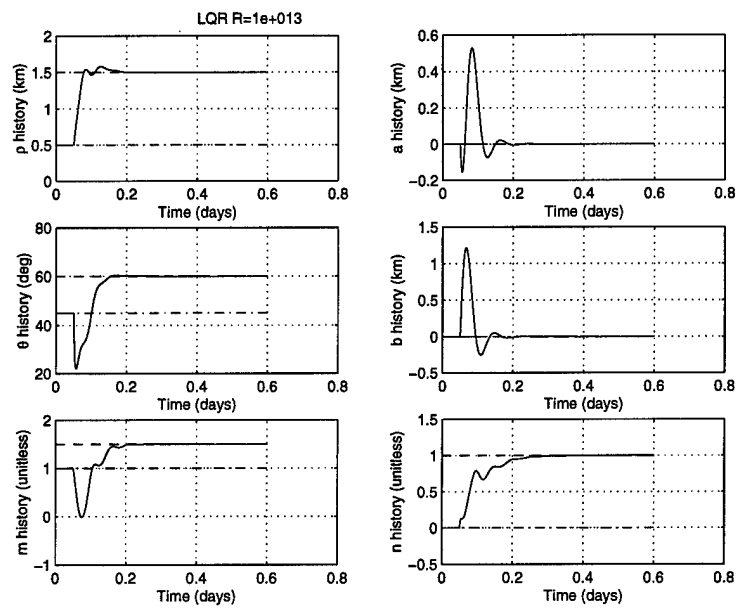 LQR R=1e+013
2
1.5
1
0.5
0
ρ history (km)
0 0.2 0.4 0.6 0.8
Time (days)
0.6
0.4
0.2
0
−0.2
a history (km)
0 0.2 0.4 0.6 0.8
Time (days)
80
60
40
20
θ history (deg)
0 0.2 0.4 0.6 0.8
Time (days)
1.5
1
0.5
0
−0.5
b history (km)
0 0.2 0.4 0.6 0.8
Time (days)
2
1
0
−1
m history (unitless)
0 0.2 0.4 0.6 0.8
Time (days)
1.5
1
0.5
0
−0.5
n history (unitless)
0 0.2 0.4 0.6 0.8
Time (days)